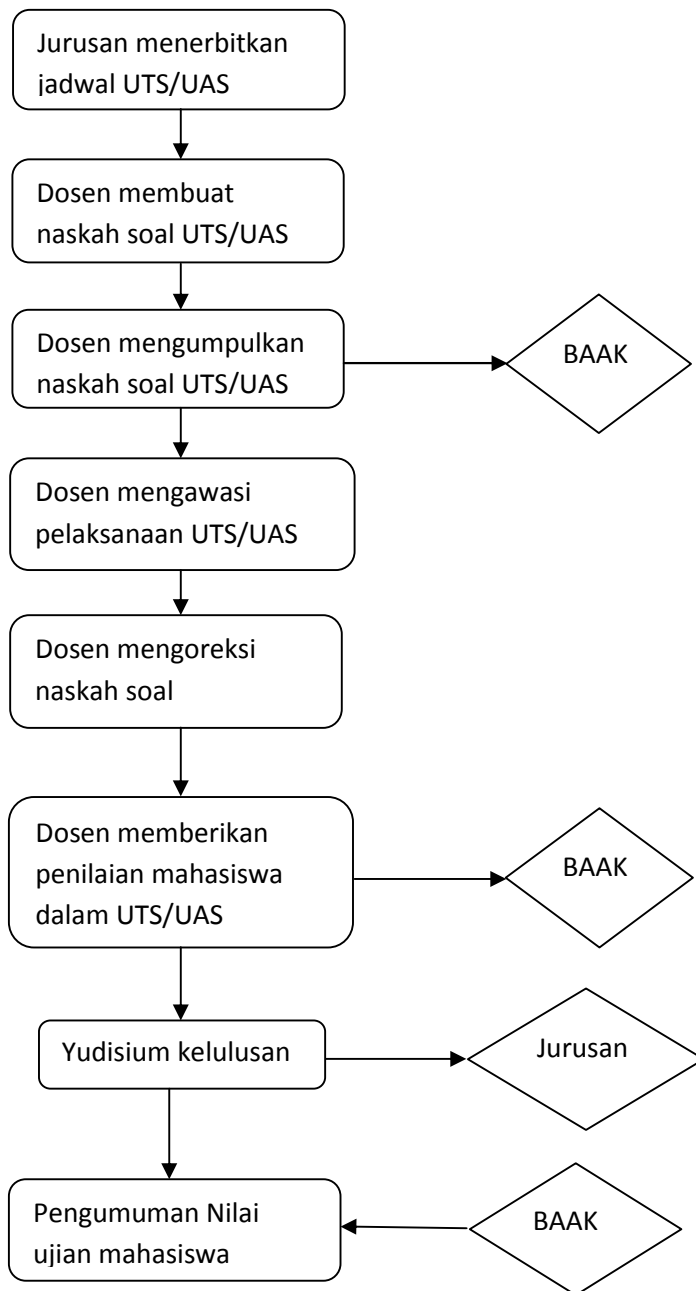 Jurusan menerbitkan
jadwal UTS/UAS
Dosen membuat
naskah soal UTS/UAS
Dosen mengumpulkan
naskah soal UTS/UAS
BAAK
Dosen mengawasi
pelaksanaan UTS/UAS
Dosen mengoreksi
naskah soal
Dosen memberikan
penilaian mahasiswa
dalam UTS/UAS
BAAK
Yudisium kelulusan
Jurusan
Pengumuman Nilai
ujian mahasiswa
BAAK